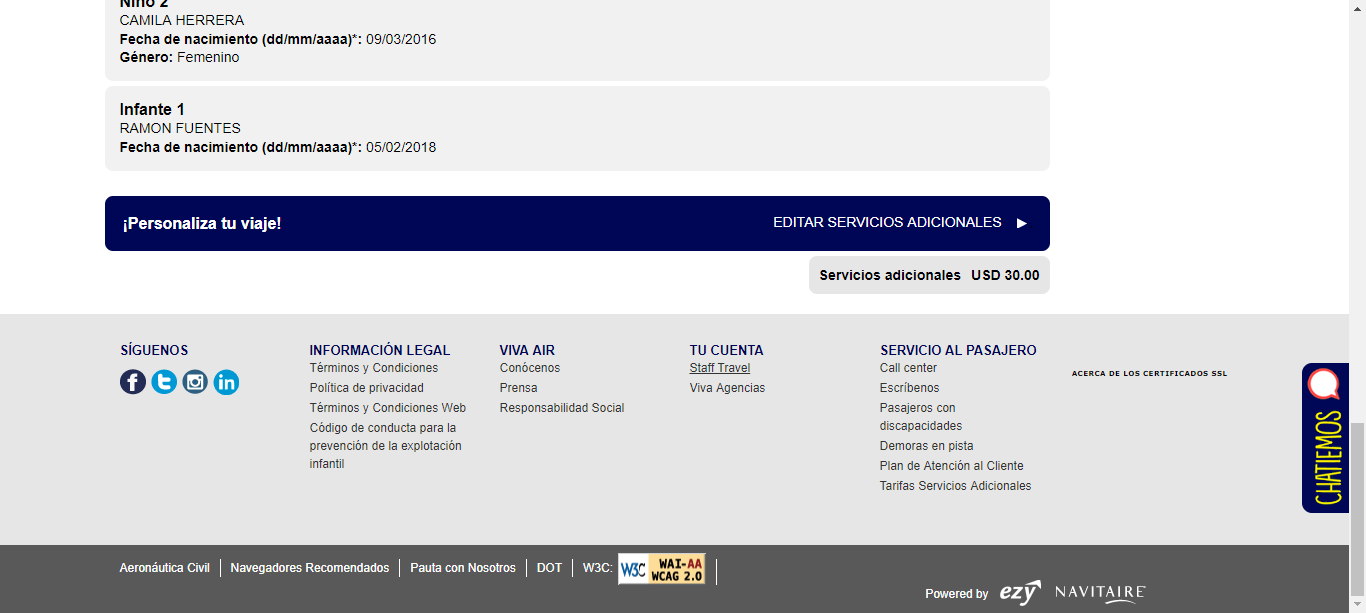 Niño 2
CAMILA HERRERA
Fecha de nacimiento (dd/mm/aaaa)*: 09/03/2016
Género: Femenino
Infante 1
RAMON FUENTES
Fecha de nacimiento (dd/mm/aaaa)*: 05/02/2018
¡Personaliza tu viaje!
EDITAR SERVICIOS ADICIONALES
Servicios adicionales USD 30.00
SÍGUENOS
INFORMACIÓN LEGAL
Términos y Condiciones
Política de privacidad
Términos y Condiciones Web
Código de conducta para la
prevención de la explotación
infantil
VIVA AIR
Conócenos
Prensa
Responsabilidad Social
TU CUENTA
Staff Travel
Viva Agencias
SERVICIO AL PASAJERO
Call center
Escríbenos
Pasajeros con
discapacidades
Demoras en pista
Plan de Atención al Cliente
Tarifas Servicios Adicionales
ACERCA DE LOS CERTIFICADOS SSL
CHATIEMOS
Aeronáutica Civil
Navegadores Recomendados
Pauta con Nosotros
DOT
W3C:
W3C WAI-AA
WCAG 2.0
Powered by ezy NAVITAIRE